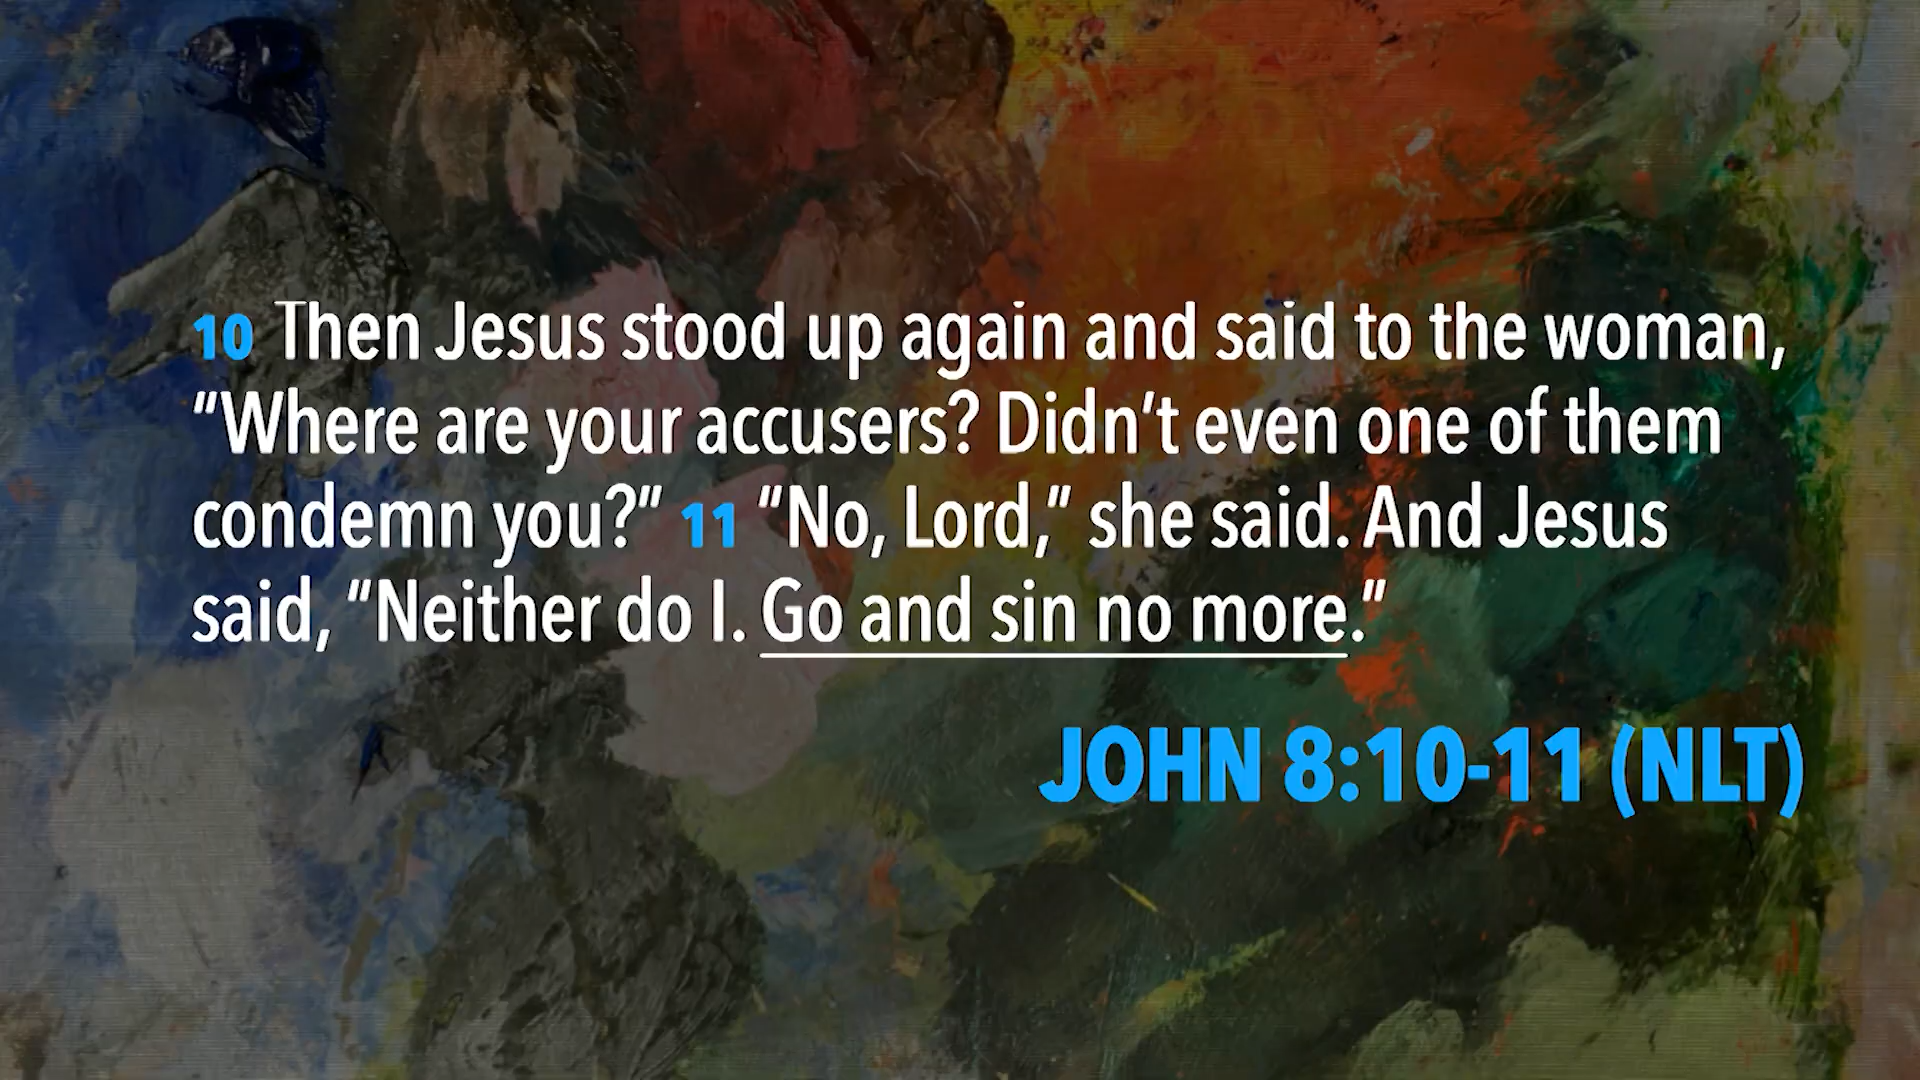 10 Then Jesus stood up again and said to the woman,
“Where are your accusers? Didn’t even one of them
condemn you?” 11 “No, Lord,” she said. And Jesus
said, “Neither do I. Go and sin no more.”
JOHN 8:10-11 (NLT)